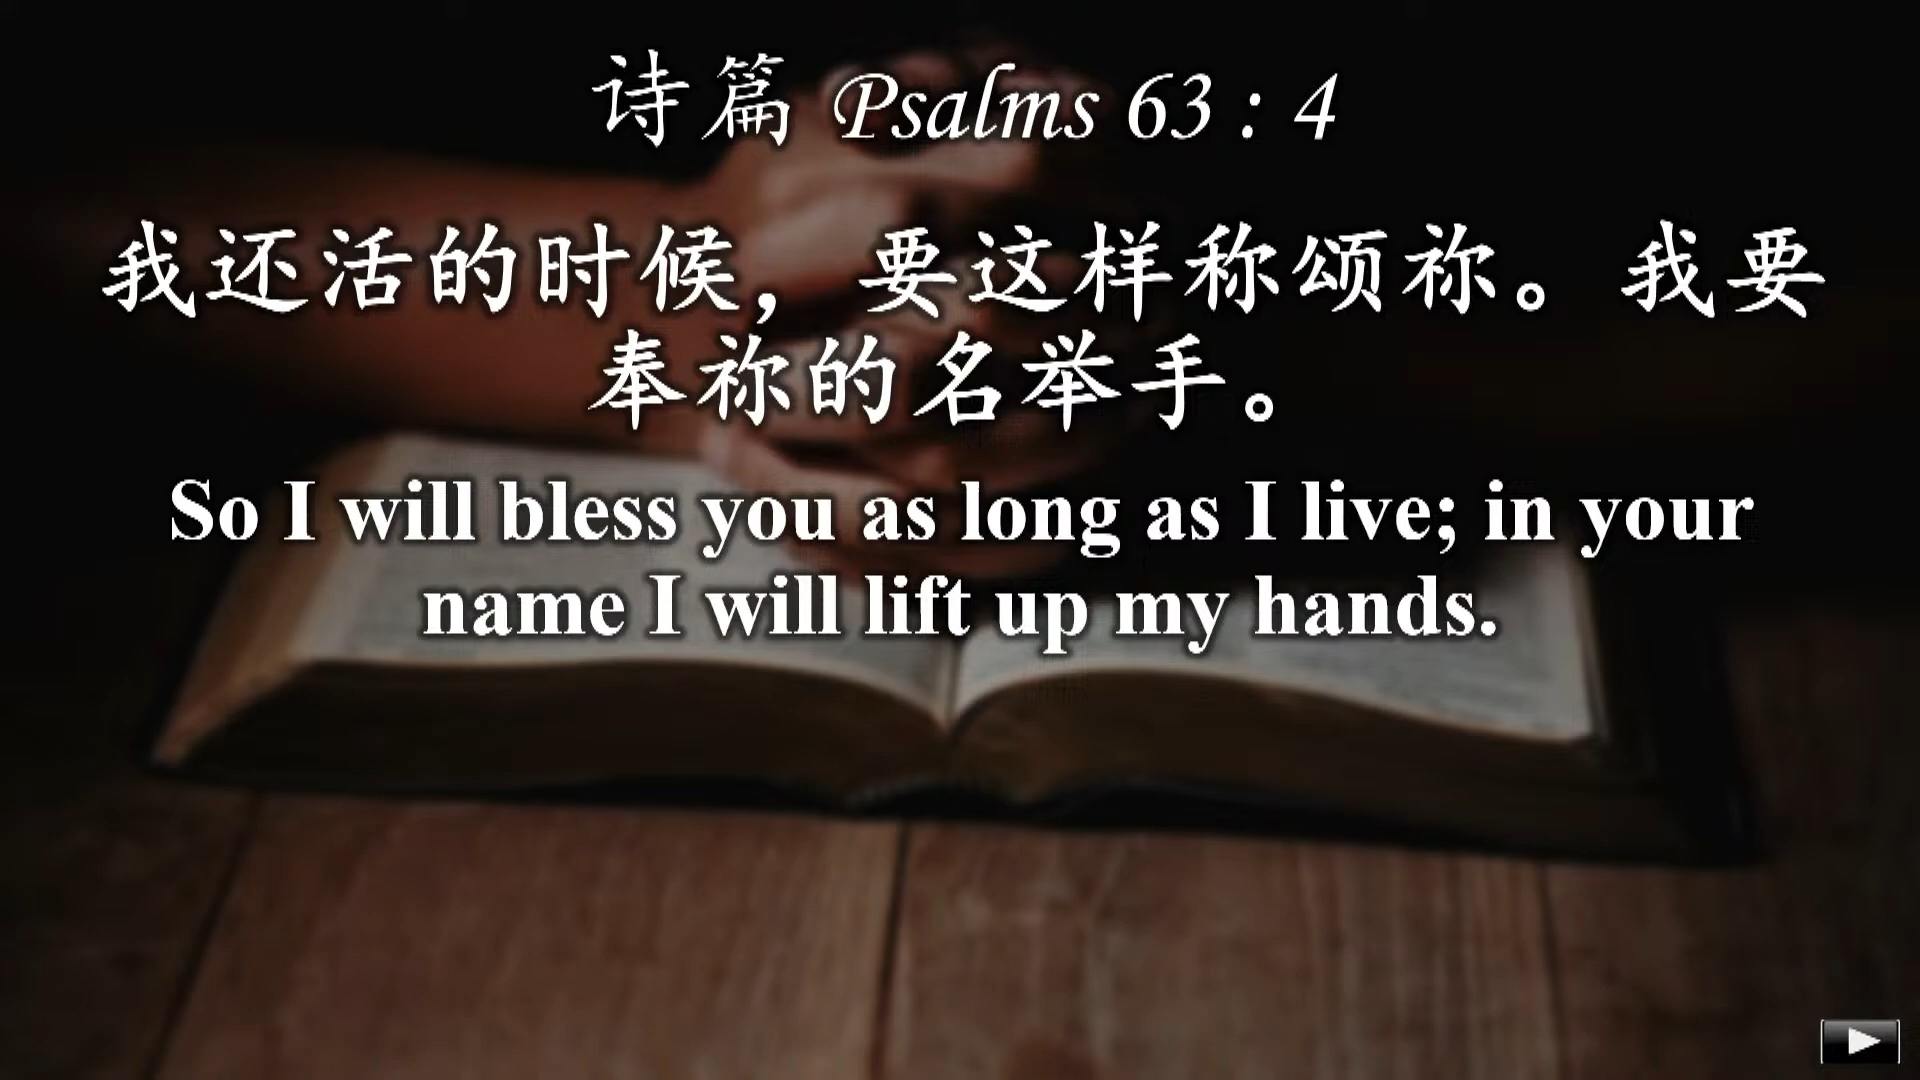 诗篇 Psalms 63 : 4
我还活的时候，要这样称颂祢。我要
奉祢的名举手。
So I will bless you as long as I live; in your
name I will lift up my hands.